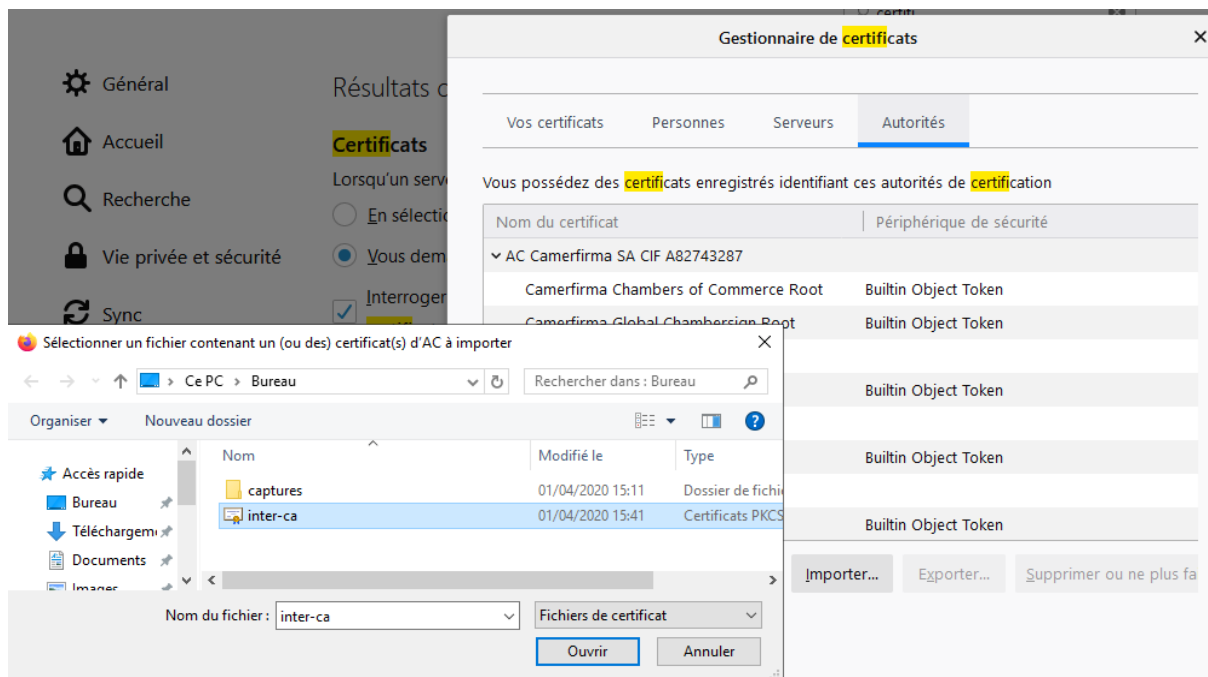 certifi
Gestionnaire de certificats
Général
Accueil
Recherche
Vie privée et sécurité
Sync
Résultats
Certificats
Lorsqu'un serv
En sélectio
Vous dem
Interroger
Vos certificats Personnes Serveurs Autorités
Vous possédez des certificats enregistrés identifiant ces autorités de certification
Nom du certificat Périphérique de sécurité
AC Camerfirma SA CIF A82743287
Camerfirma Chambers of Commerce Root Builtin Object Token
Camerfirma Global Chambersign Root Builtin Object Token
Builtin Object Token
Builtin Object Token
Builtin Object Token
Importer... Exporter... Supprimer ou ne plus fa
Sélectionner un fichier contenant un (ou des) certificat(s) d'AC à importer
Ce PC > Bureau
Rechercher dans : Bureau
Organiser Nouveau dossier
Accès rapide
Bureau
Téléchargem
Documents
Images
Nom Modifié le Type
captures 01/04/2020 15:11 Dossier de fichi
inter-ca 01/04/2020 15:41 Certificats PKCS
Nom du fichier : inter-ca
Fichiers de certificat
Ouvrir Annuler